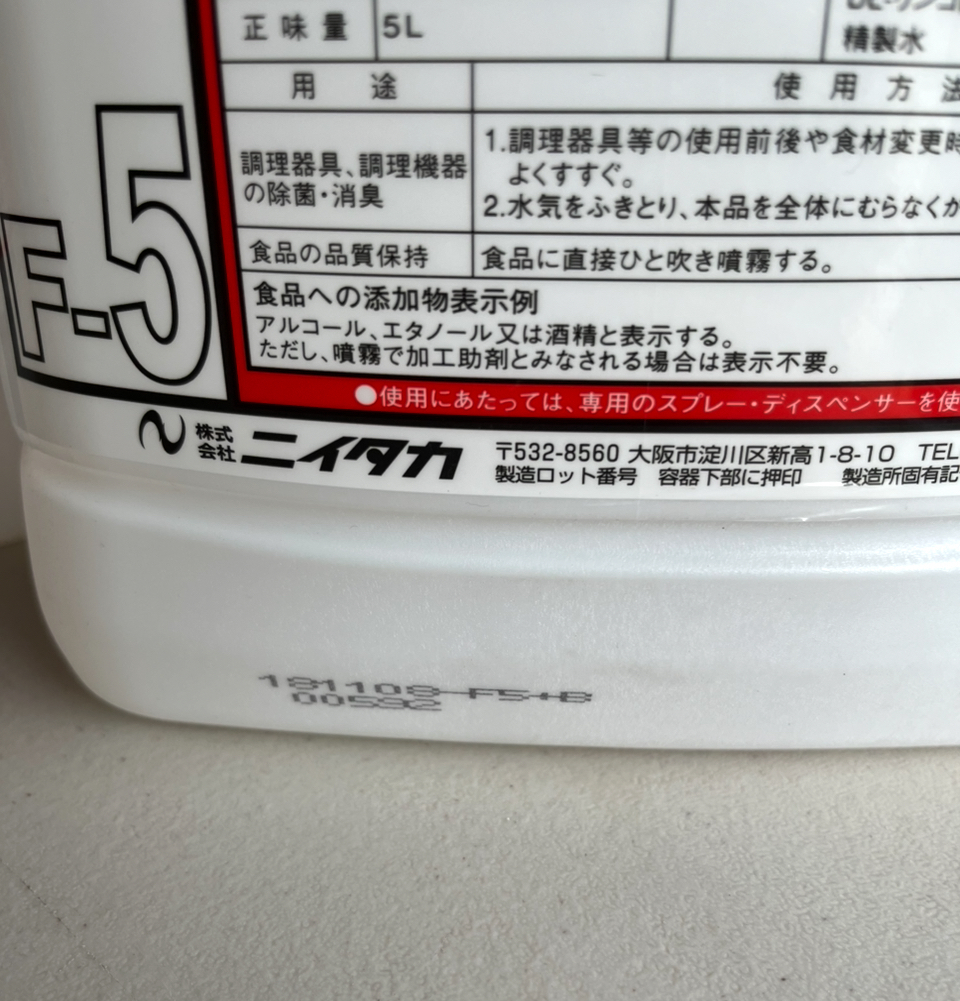 正味量 5L
精製水
用途 使用方法
調理器具、調理機器
の除菌・消臭
1.調理器具等の使用前後や食材変更時
よくすすぐ。
2.水気をふきとり、本品を全体にむらなくか
食品の品質保持 食品に直接ひと吹き噴霧する。
食品への添加物表示例
アルコール、エタノール又は酒精と表示する。
ただし、噴霧で加工助剤とみなされる場合は表示不要。
F-5
●使用にあたっては、専用のスプレー・ディスペンサーを使
株式会社 ニイタカ 〒532-8560 大阪市淀川区新高1-8-10 TEL
製造ロット番号 容器下部に押印 製造所固有記
181108 F5+B
00592